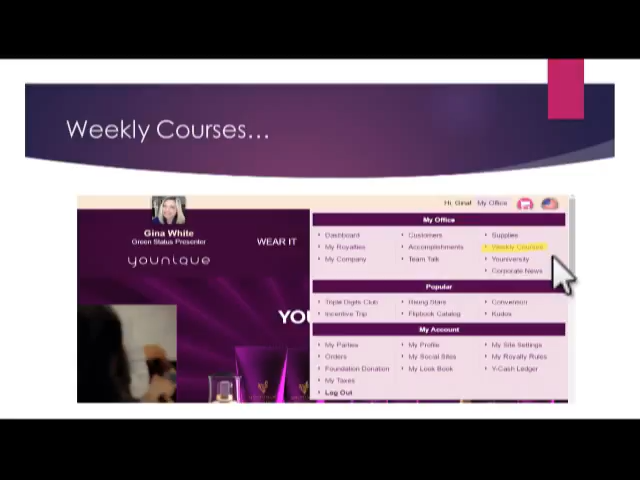 Weekly Courses...
Hi, Gina! My Office
Gina White
Green Status Presenter
younique
WEAR IT
YOU
My Office
Dashboard Customers Supplies
My Royalties Accomplishments Weekly Courses
My Company Team Talk Youniversity
Corporate News
Popular
Triple Digits Club Rising Stars Convention
Incentive Trip Flipbook Catalog Kudos
My Account
My Parties My Profile My Site Settings
Orders My Social Sites My Royalty Rules
Foundation Donation My Look Book Y-Cash Ledger
My Taxes
Log Out